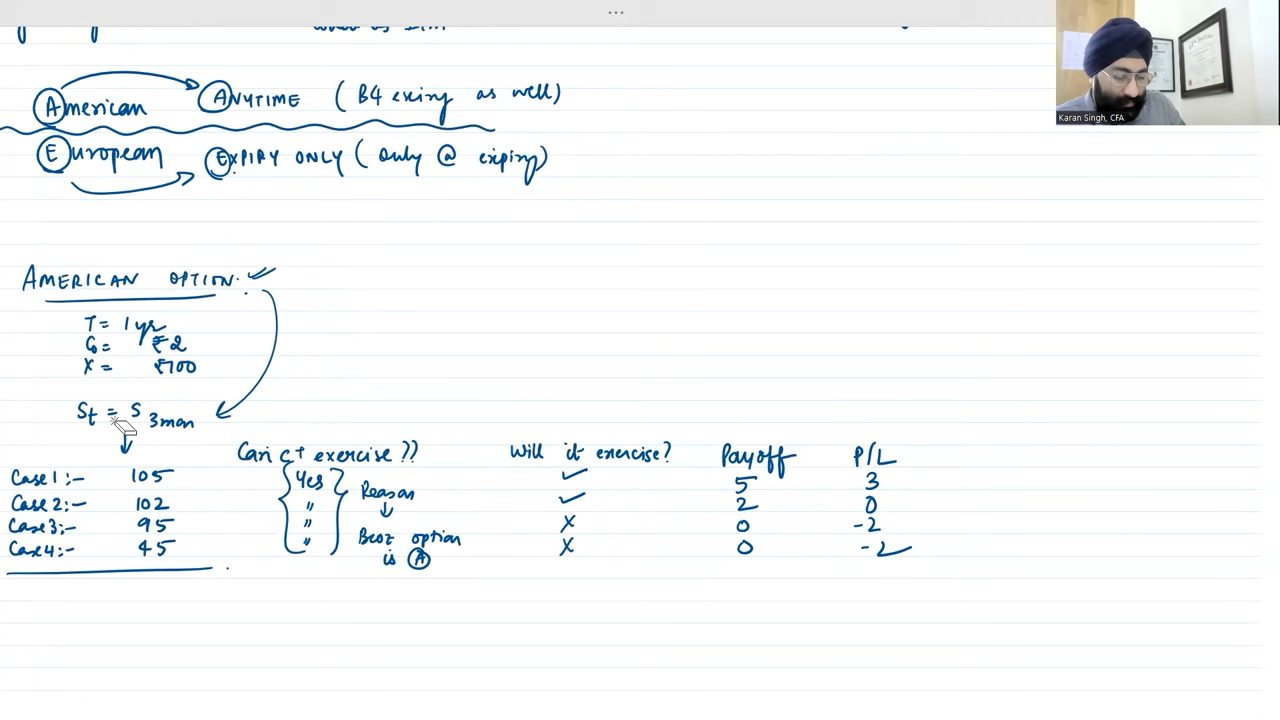 American → ANYTIME (B4 exiry as well)
European → EXPIRY ONLY (Only @ expiry)
AMERICAN OPTION.
T = 1 yr
C₀ = ₹2
X = ₹100
St = S 3mon
Can c+ exercise ?? Will it exercise? Payoff P/L
Case 1:- 105 Yes ✓ 5 3
Case 2:- 102 " ✓ 2 0
Case 3:- 95 " X 0 -2
Case 4:- 45 " X 0 -2
Reason
↓
Becoz option
is A
Karan Singh, CFA